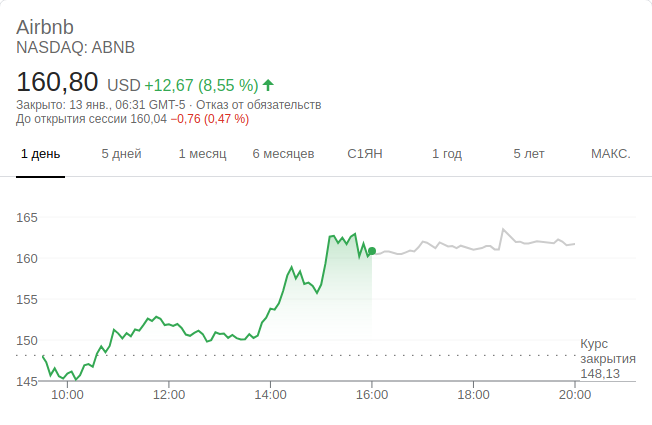 Airbnb
NASDAQ: ABNB
160,80 USD +12,67 (8,55 %)
Закрыто: 13 янв., 06:31 GMT-5 · Отказ от обязательств
До открытия сессии 160,04 −0,76 (0,47 %)
1 день 5 дней 1 месяц 6 месяцев С1ЯН 1 год 5 лет МАКС.
165
160
155
150
145
Курс
закрытия
148,13
10:00 12:00 14:00 16:00 18:00 20:00